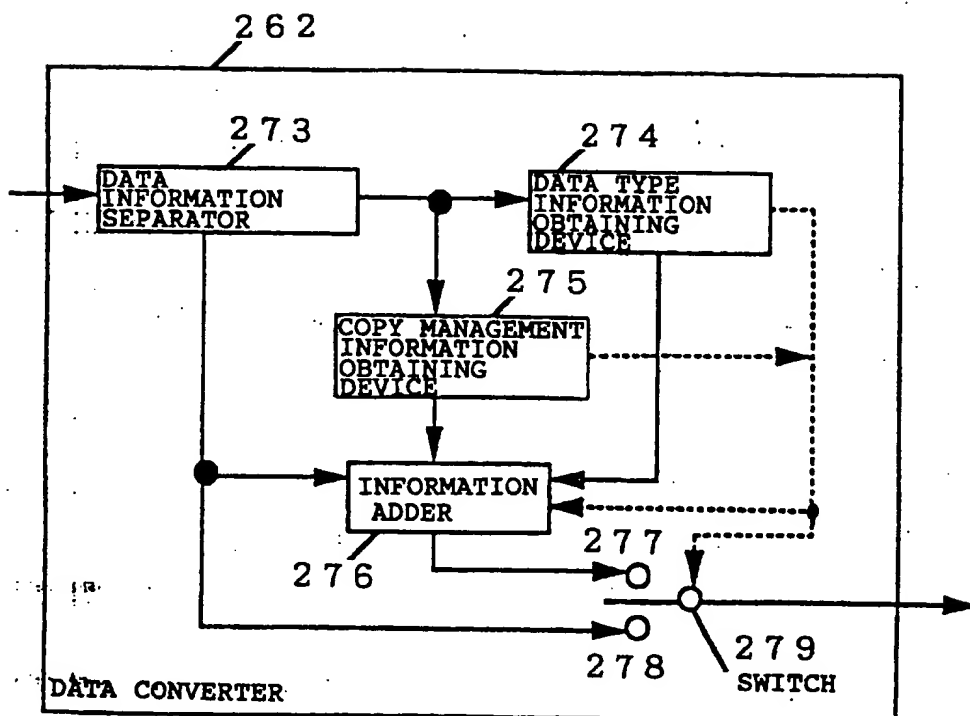 262
273
DATA
INFORMATION
SEPARATOR
274
DATA TYPE
INFORMATION
OBTAINING
DEVICE
275
COPY MANAGEMENT
INFORMATION
OBTAINING
DEVICE
INFORMATION
ADDER
276
277
278
279
SWITCH
DATA CONVERTER